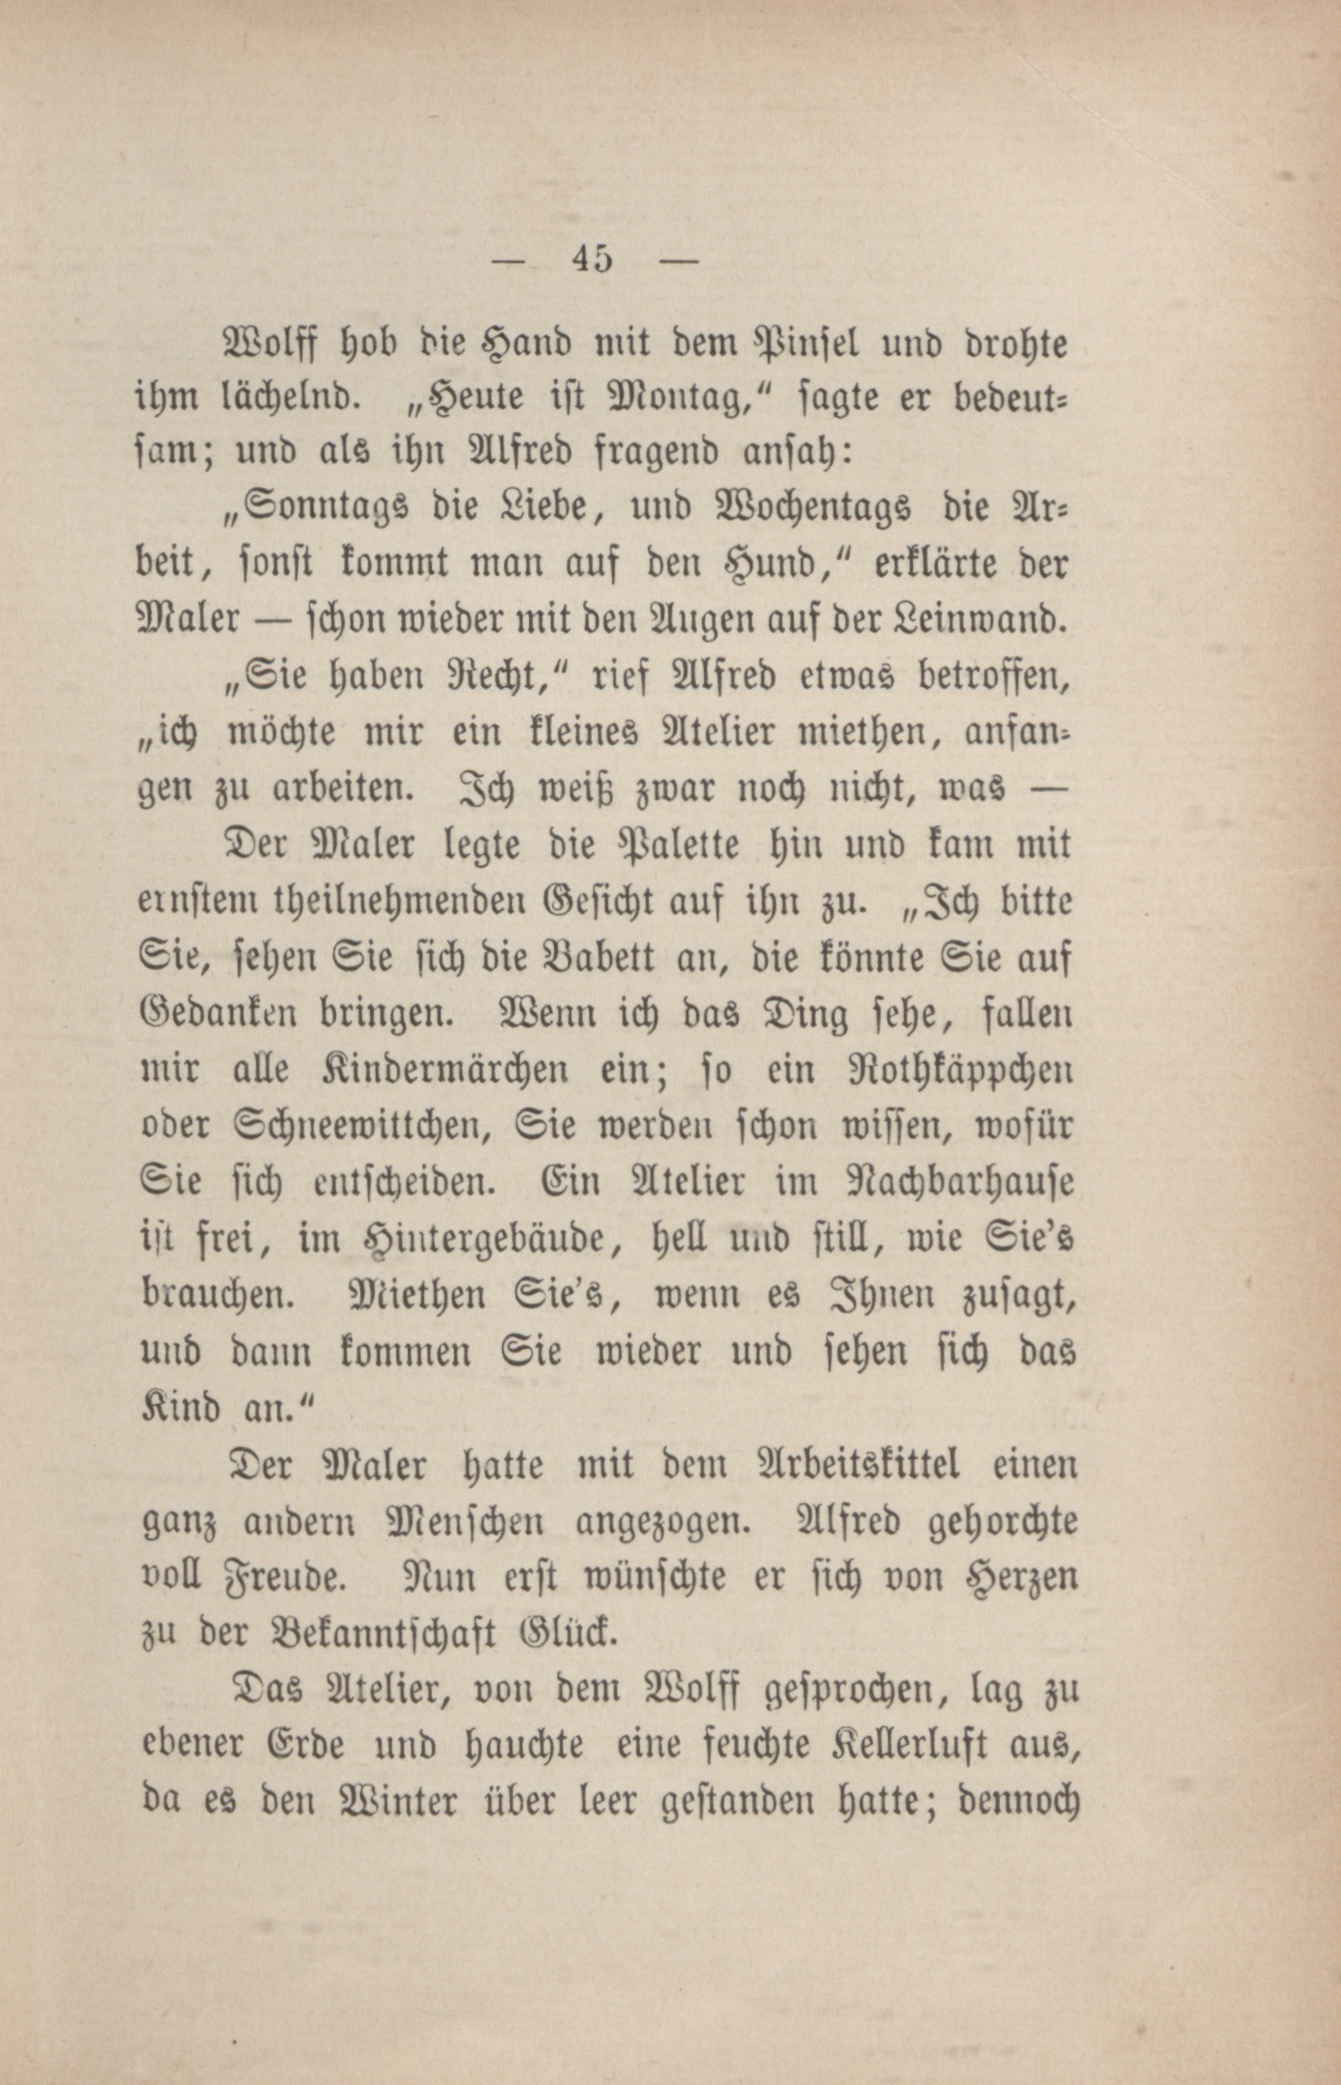 — 45 —
Wolff hob die Hand mit dem Pinsel und drohte
ihm lächelnd. „Heute ist Montag,“ sagte er bedeut-
sam; und als ihn Alfred fragend ansah:
„Sonntags die Liebe, und Wochentags die Ar-
beit, sonst kommt man auf den Hund,“ erklärte der
Maler — schon wieder mit den Augen auf der Leinwand.
„Sie haben Recht,“ rief Alfred etwas betroffen,
„ich möchte mir ein kleines Atelier miethen, anfan-
gen zu arbeiten. Ich weiß zwar noch nicht, was —
Der Maler legte die Palette hin und kam mit
ernstem theilnehmenden Gesicht auf ihn zu. „Ich bitte
Sie, sehen Sie sich die Babett an, die könnte Sie auf
Gedanken bringen. Wenn ich das Ding sehe, fallen
mir alle Kindermärchen ein; so ein Rothkäppchen
oder Schneewittchen, Sie werden schon wissen, wofür
Sie sich entscheiden. Ein Atelier im Nachbarhause
ist frei, im Hintergebäude, hell und still, wie Sie’s
brauchen. Miethen Sie’s, wenn es Ihnen zusagt,
und dann kommen Sie wieder und sehen sich das
Kind an.“
Der Maler hatte mit dem Arbeitskittel einen
ganz andern Menschen angezogen. Alfred gehorchte
voll Freude. Nun erst wünschte er sich von Herzen
zu der Bekanntschaft Glück.
Das Atelier, von dem Wolff gesprochen, lag zu
ebener Erde und hauchte eine feuchte Kellerluft aus,
da es den Winter über leer gestanden hatte; dennoch